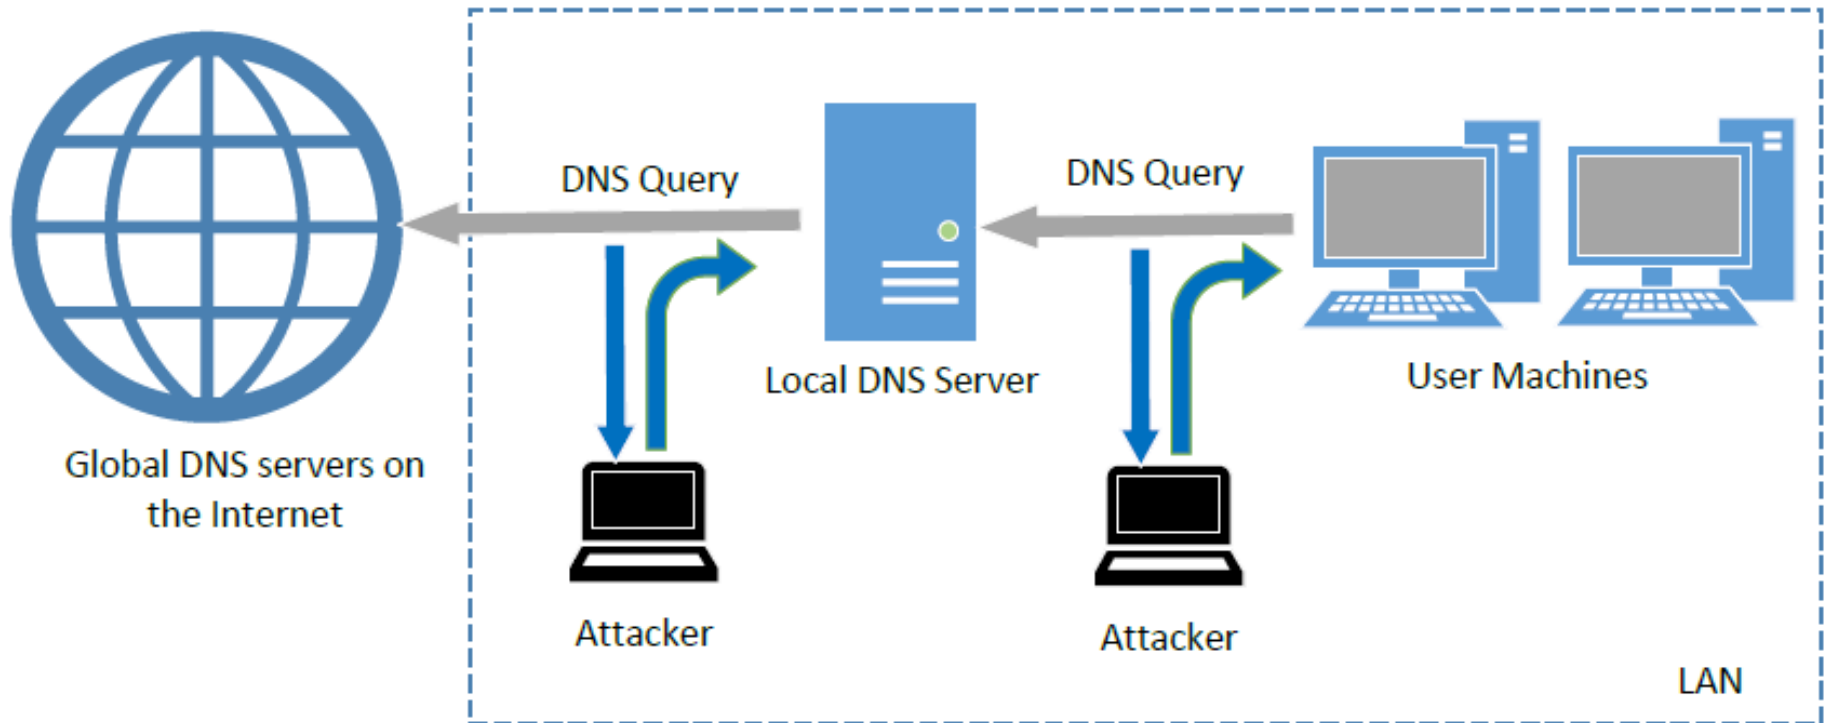 DNS Query
DNS Query
Local DNS Server
User Machines
Global DNS servers on
the Internet
Attacker
Attacker
LAN